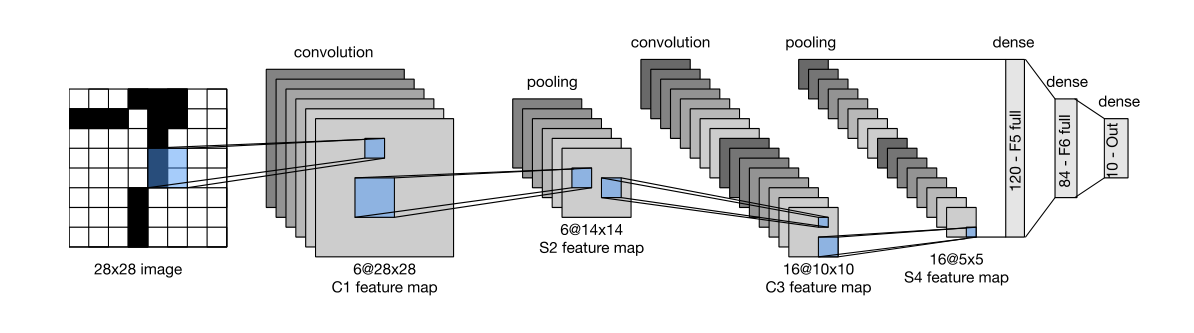 convolution
pooling
convolution
pooling
dense
dense
dense
28x28 image
6@28x28
C1 feature map
6@14x14
S2 feature map
16@10x10
C3 feature map
16@5x5
S4 feature map
120 - F5 full
84 - F6 full
10 - Out